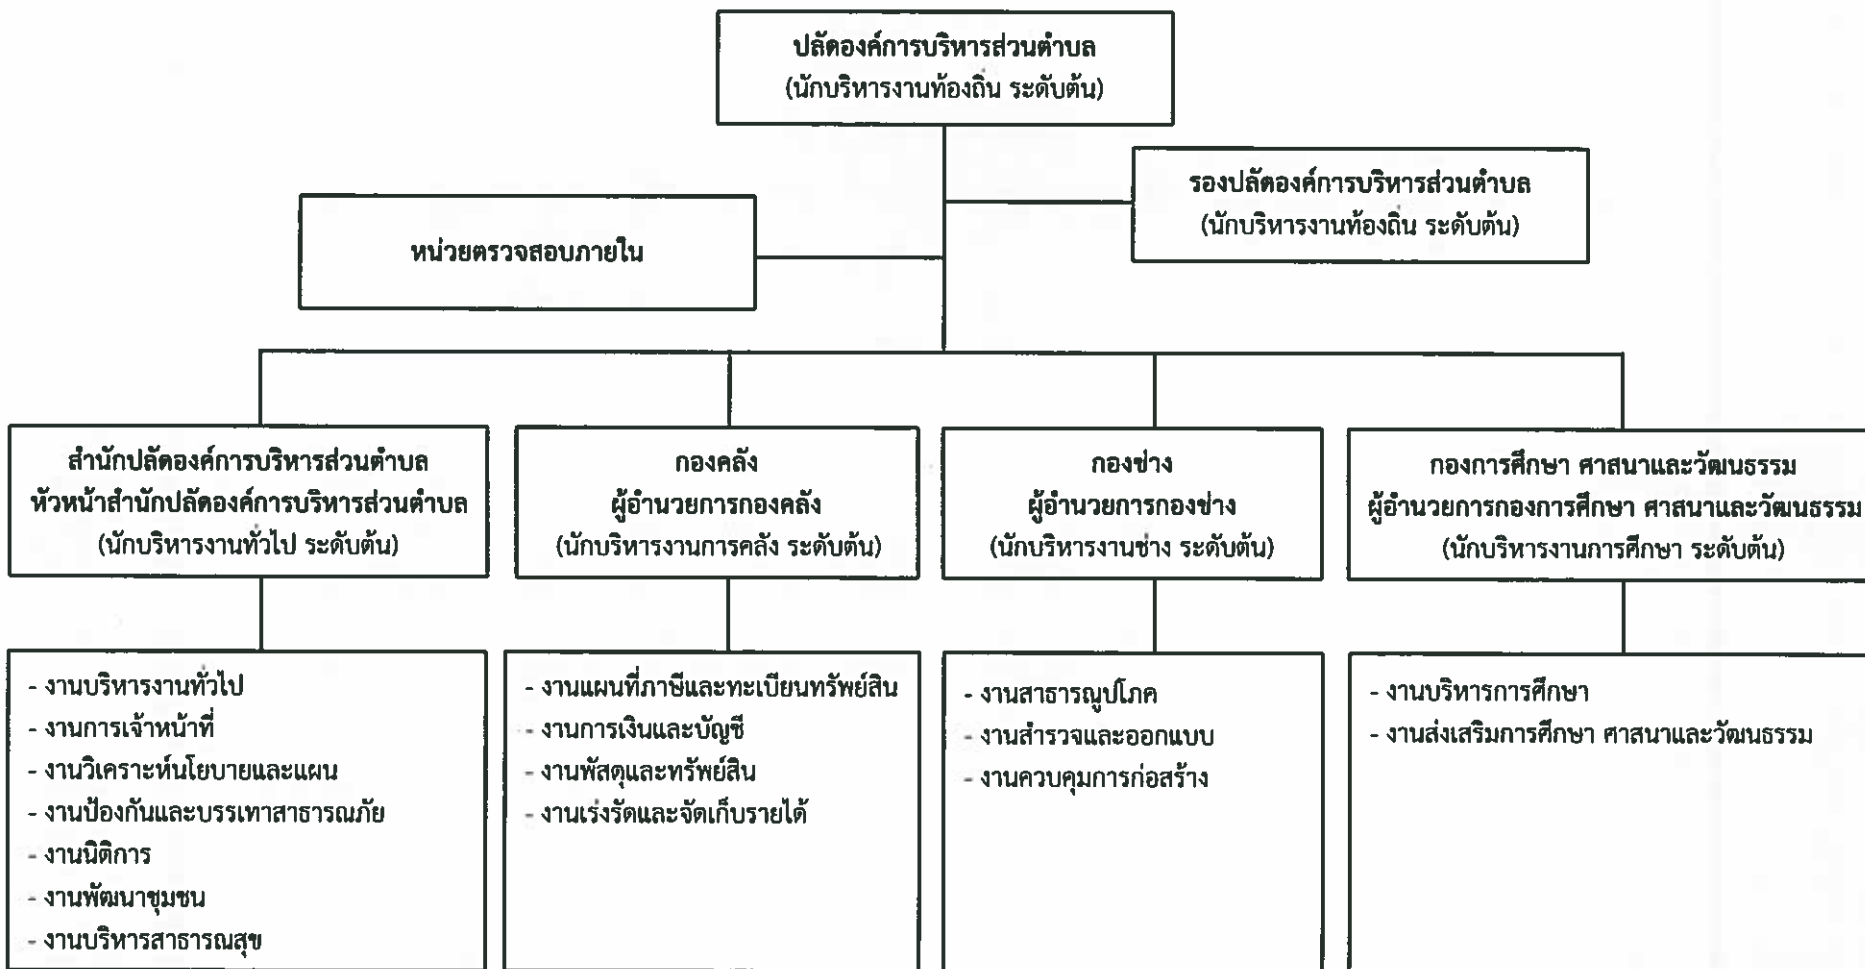 ปลัดองค์การบริหารส่วนตำบล
(นักบริหารงานท้องถิ่น ระดับต้น)
รองปลัดองค์การบริหารส่วนตำบล
(นักบริหารงานท้องถิ่น ระดับต้น)
หน่วยตรวจสอบภายใน
สำนักปลัดองค์การบริหารส่วนตำบล
หัวหน้าสำนักปลัดองค์การบริหารส่วนตำบล
(นักบริหารงานทั่วไป ระดับต้น)
กองคลัง
ผู้อำนวยการกองคลัง
(นักบริหารงานการคลัง ระดับต้น)
กองช่าง
ผู้อำนวยการกองช่าง
(นักบริหารงานช่าง ระดับต้น)
กองการศึกษา ศาสนาและวัฒนธรรม
ผู้อำนวยการกองการศึกษา ศาสนาและวัฒนธรรม
(นักบริหารงานการศึกษา ระดับต้น)
- งานบริหารงานทั่วไป
- งานการเจ้าหน้าที่
- งานวิเคราะห์นโยบายและแผน
- งานป้องกันและบรรเทาสาธารณภัย
- งานนิติการ
- งานพัฒนาชุมชน
- งานบริหารสาธารณสุข
- งานแผนที่ภาษีและทะเบียนทรัพย์สิน
- งานการเงินและบัญชี
- งานพัสดุและทรัพย์สิน
- งานเร่งรัดและจัดเก็บรายได้
- งานสาธารณูปโภค
- งานสำรวจและออกแบบ
- งานควบคุมการก่อสร้าง
- งานบริหารการศึกษา
- งานส่งเสริมการศึกษา ศาสนาและวัฒนธรรม